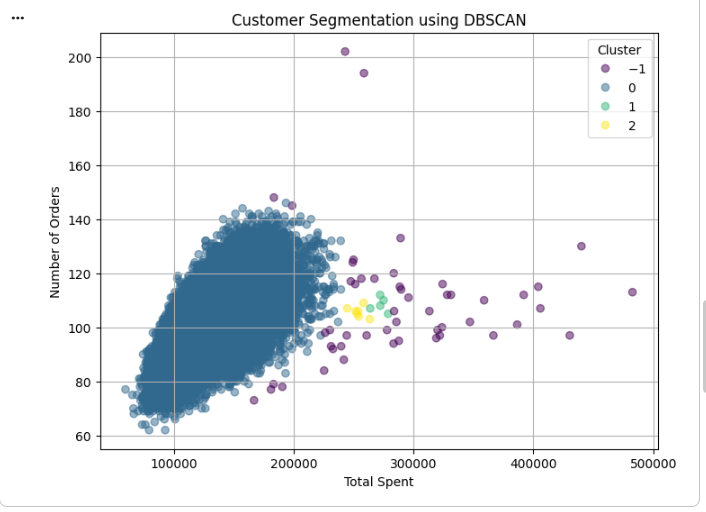 ...
Customer Segmentation using DBSCAN
Cluster
−1
0
1
2
200
180
160
140
120
100
80
60
Number of Orders
100000 200000 300000 400000 500000
Total Spent